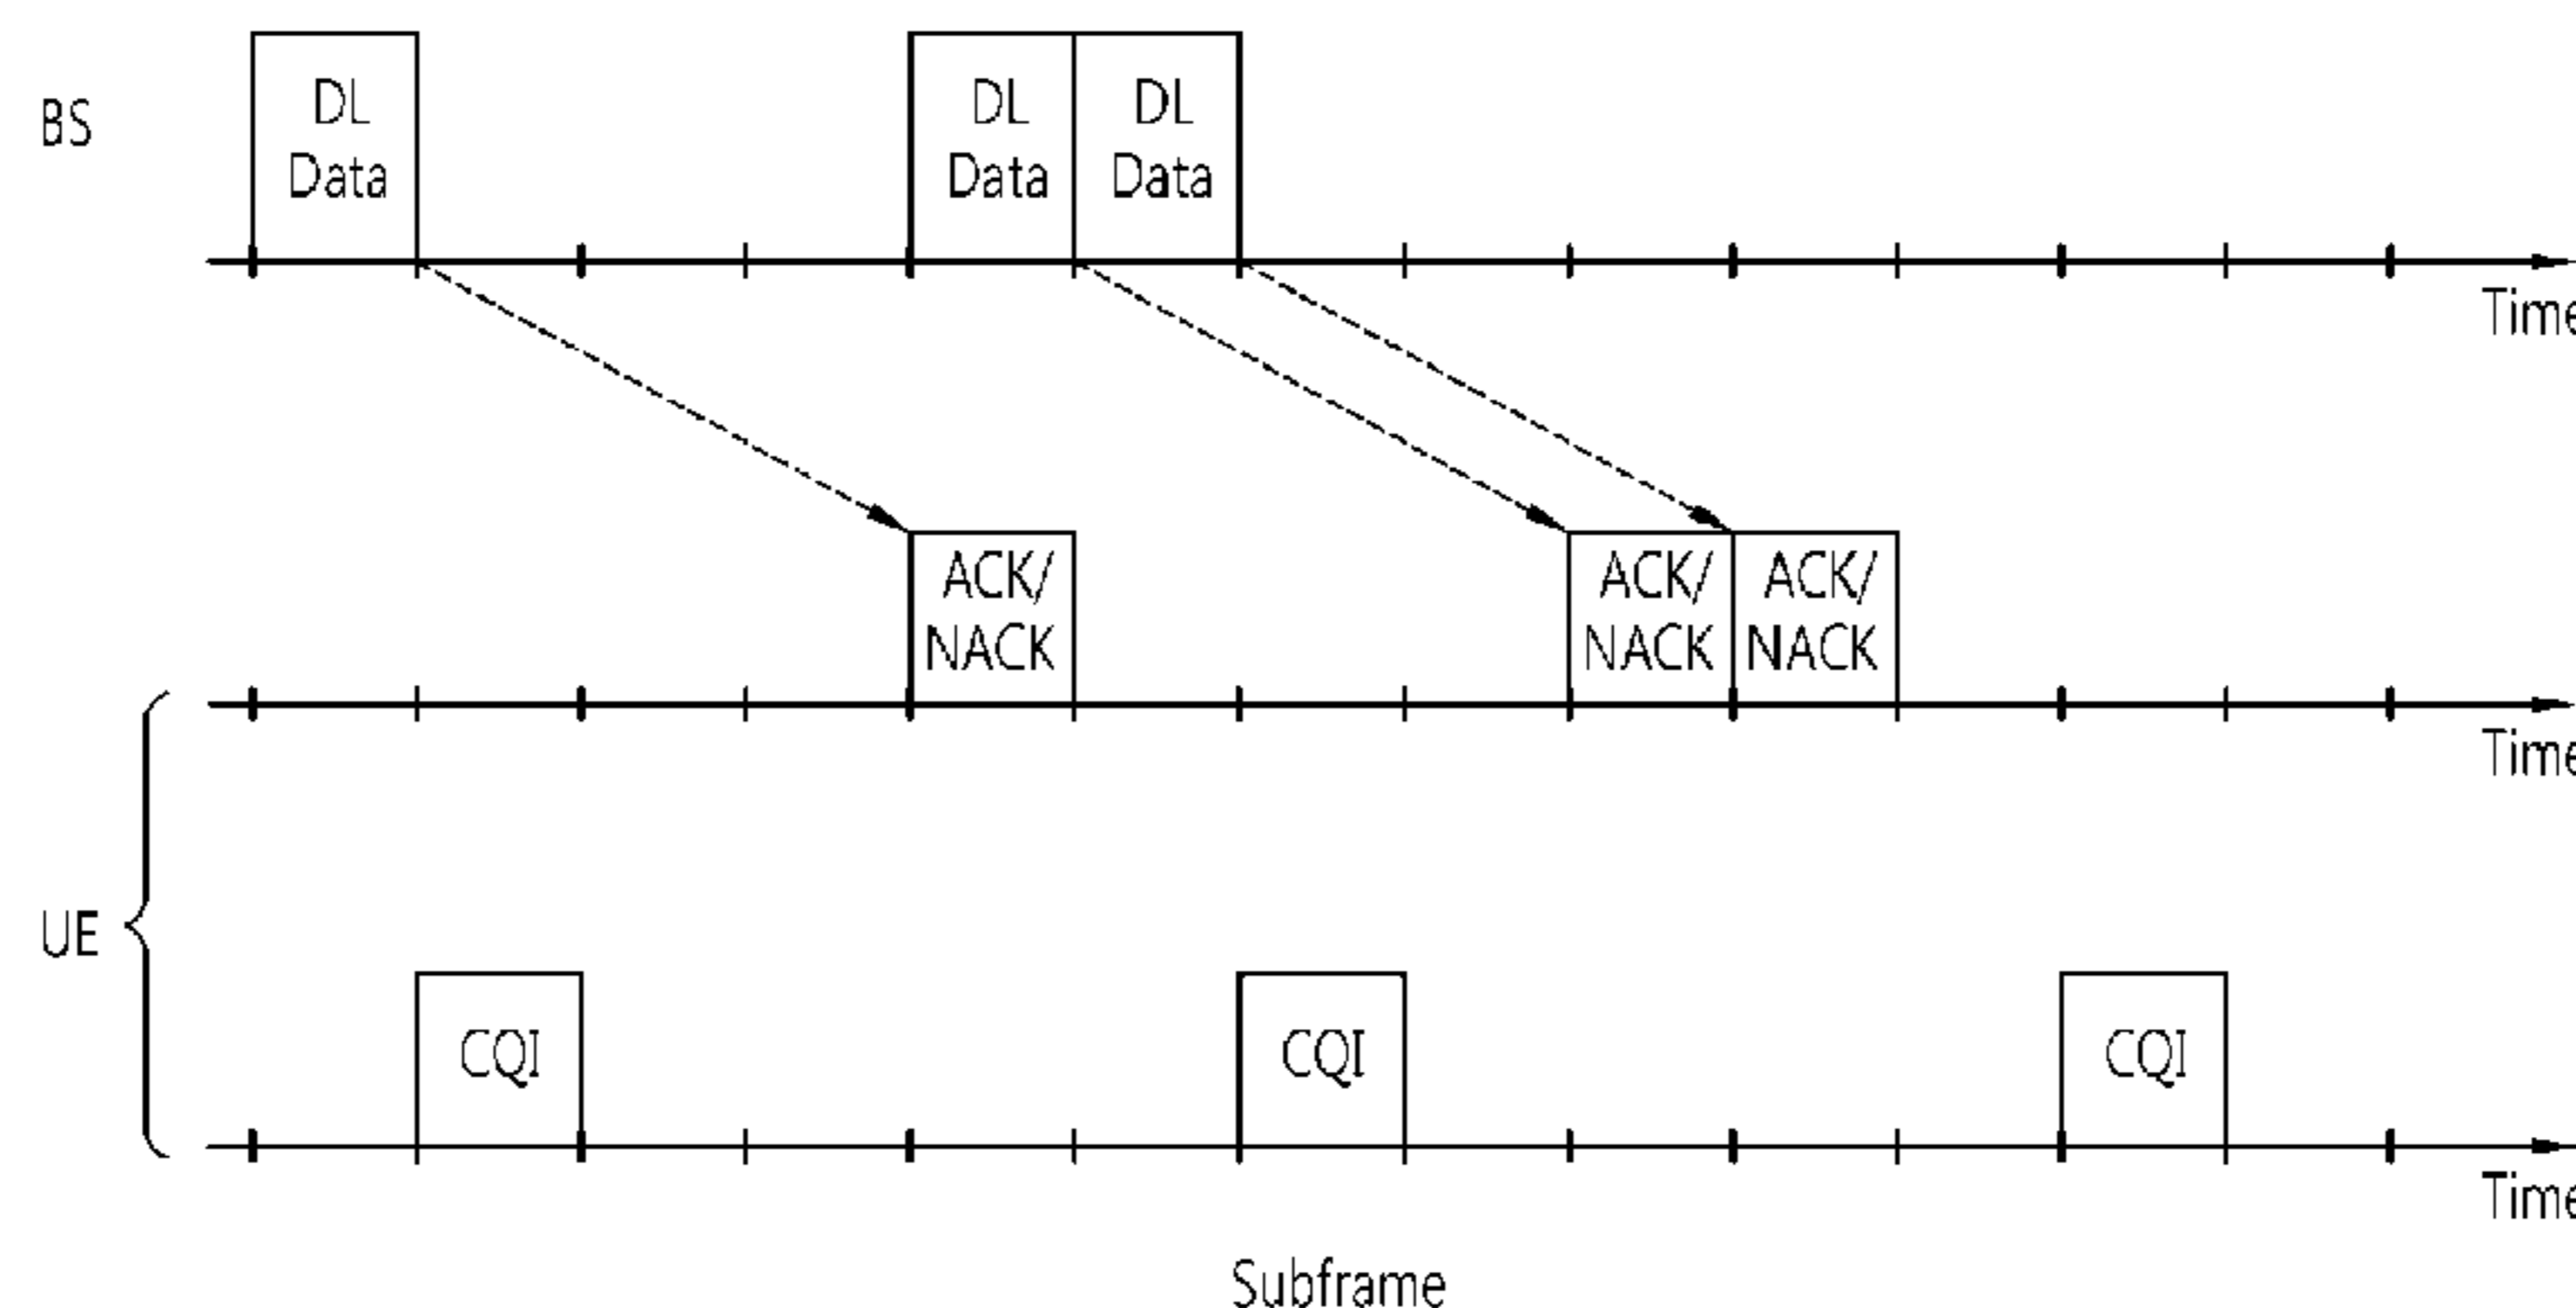 BS
DL
Data
DL
Data
DL
Data
Time
ACK/
NACK
ACK/
NACK
ACK/
NACK
Time
UE
CQI
CQI
CQI
Time
Subframe